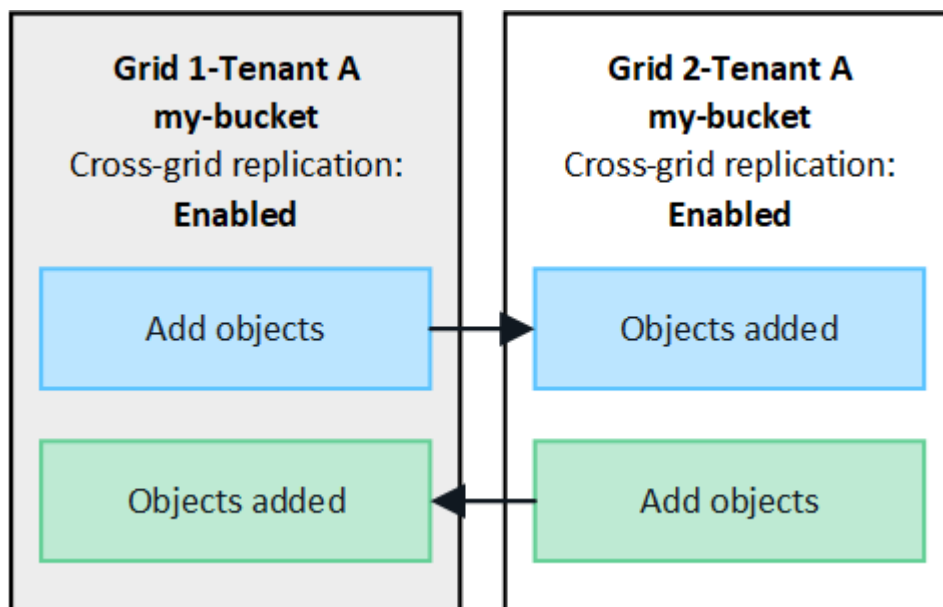 Grid 1-Tenant A
my-bucket
Cross-grid replication:
Enabled
Add objects
Objects added
Grid 2-Tenant A
my-bucket
Cross-grid replication:
Enabled
Objects added
Add objects